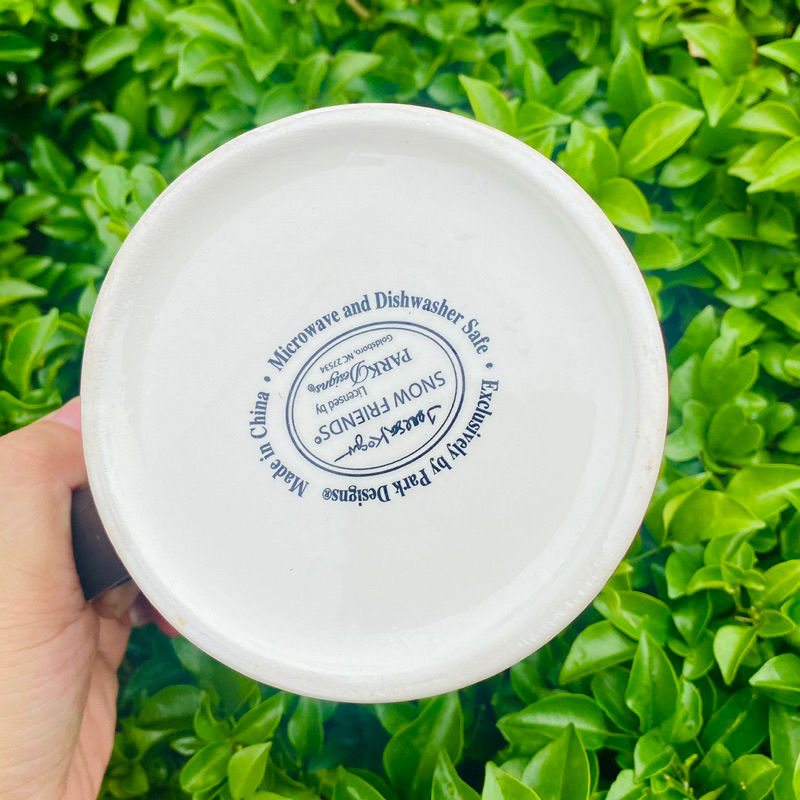 Microwave and Dishwasher Safe • Exclusively by Park Designs® Made in China •
SNOW FRIENDS®
Licensed by
PARK Designs®
Goldsboro, NC 27534